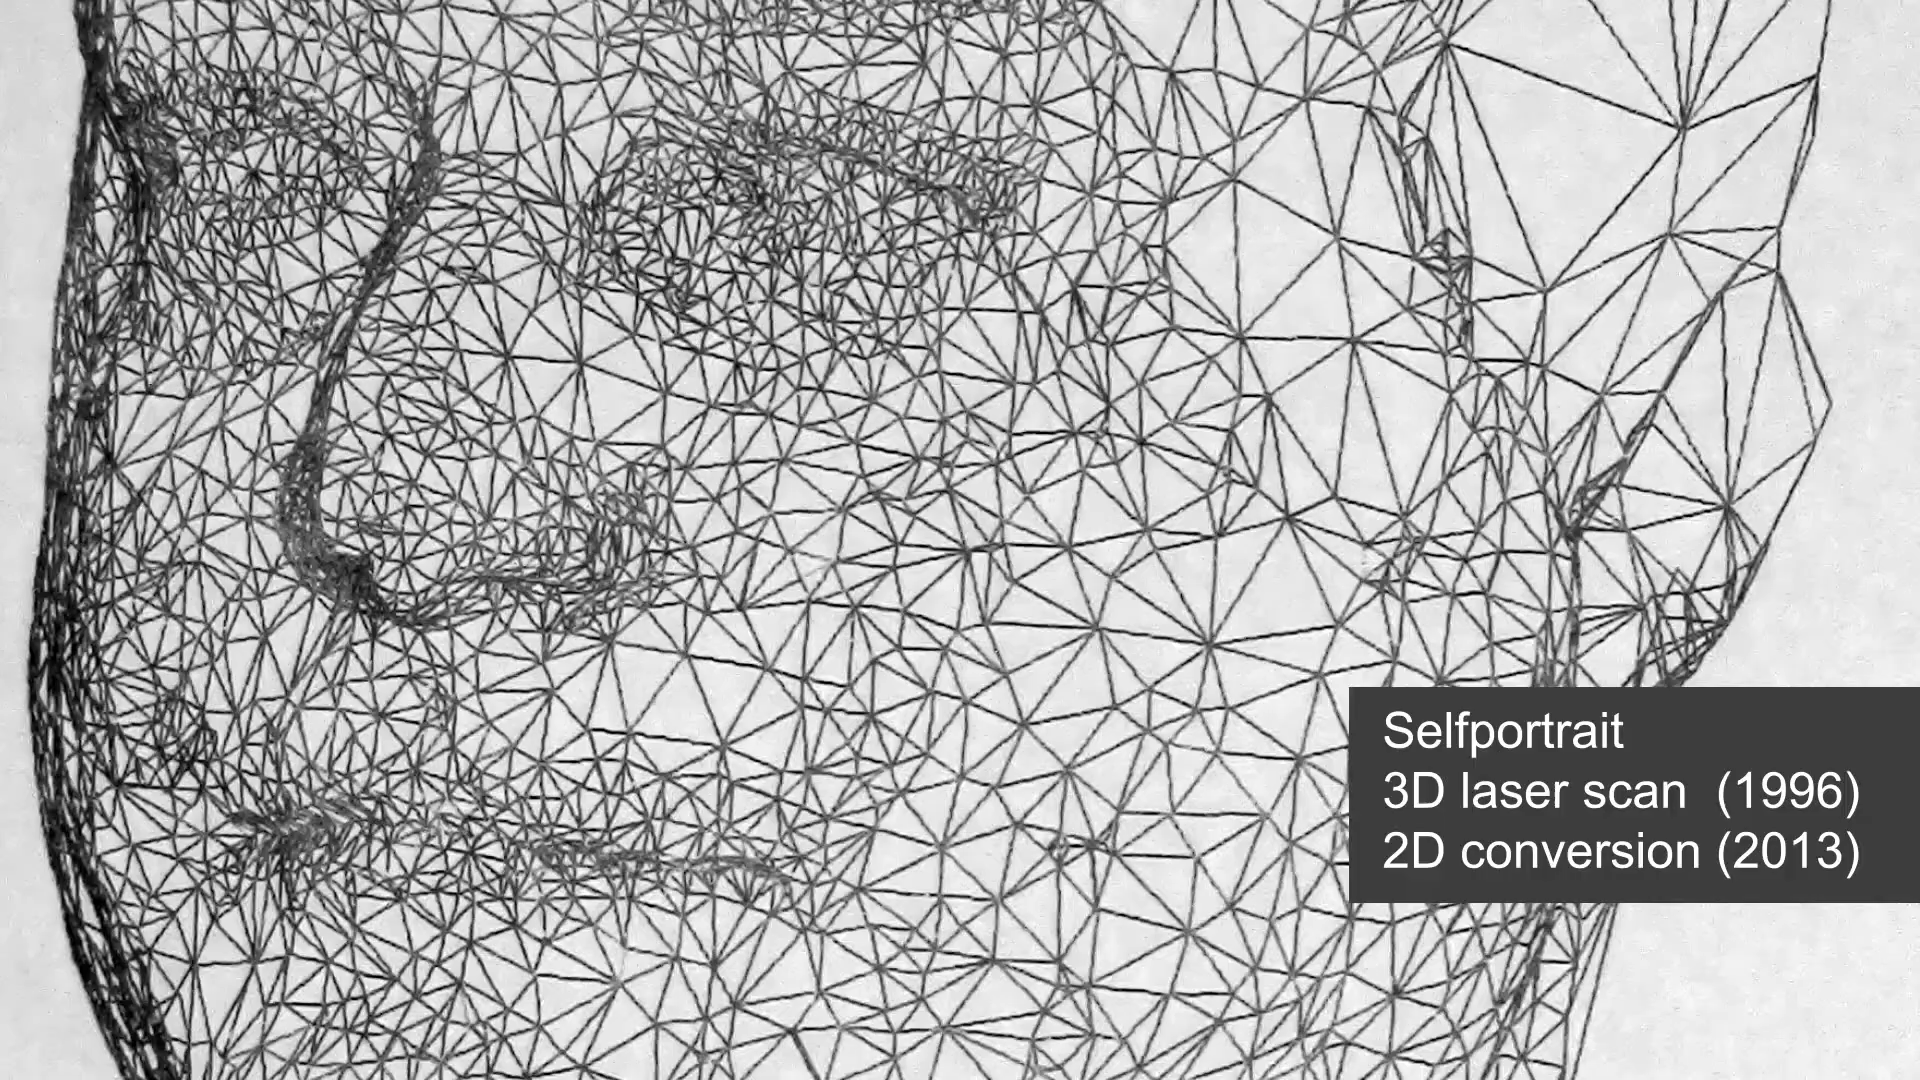 Selfportrait
3D laser scan  (1996)
2D conversion (2013)